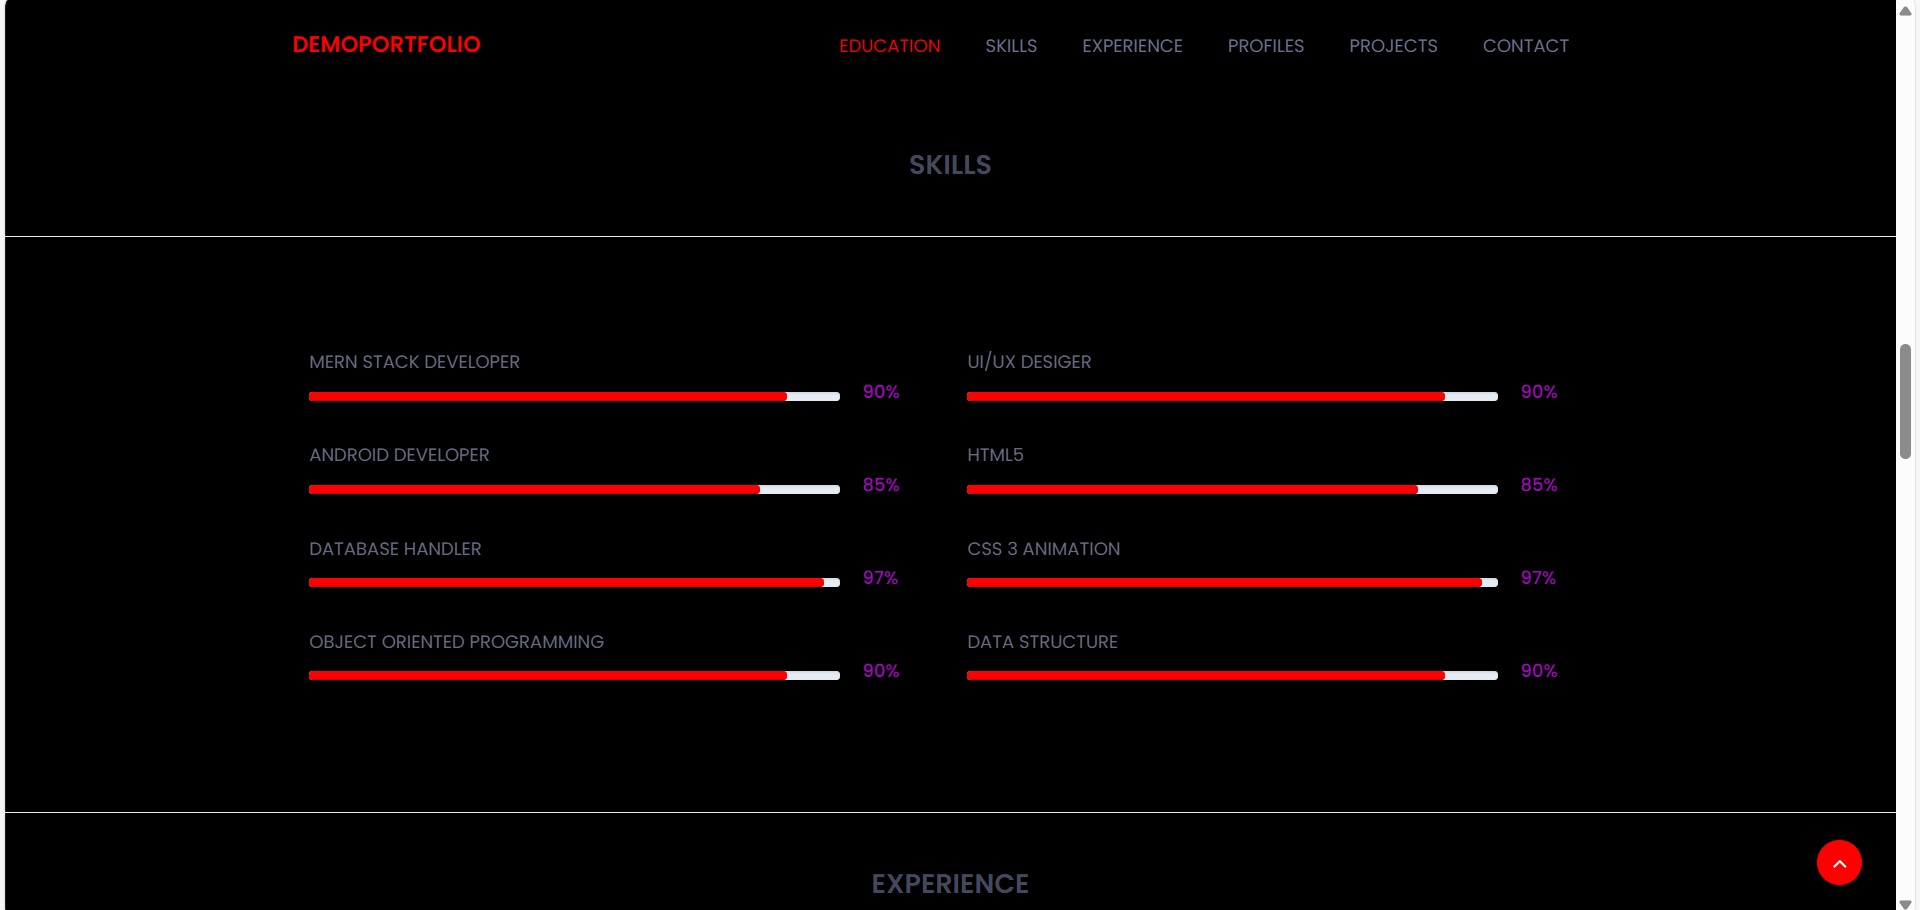 DEMOPORTFOLIO
EDUCATION SKILLS EXPERIENCE PROFILES PROJECTS CONTACT
SKILLS
MERN STACK DEVELOPER
90%
UI/UX DESIGER
90%
ANDROID DEVELOPER
85%
HTML5
85%
DATABASE HANDLER
97%
CSS 3 ANIMATION
97%
OBJECT ORIENTED PROGRAMMING
90%
DATA STRUCTURE
90%
EXPERIENCE